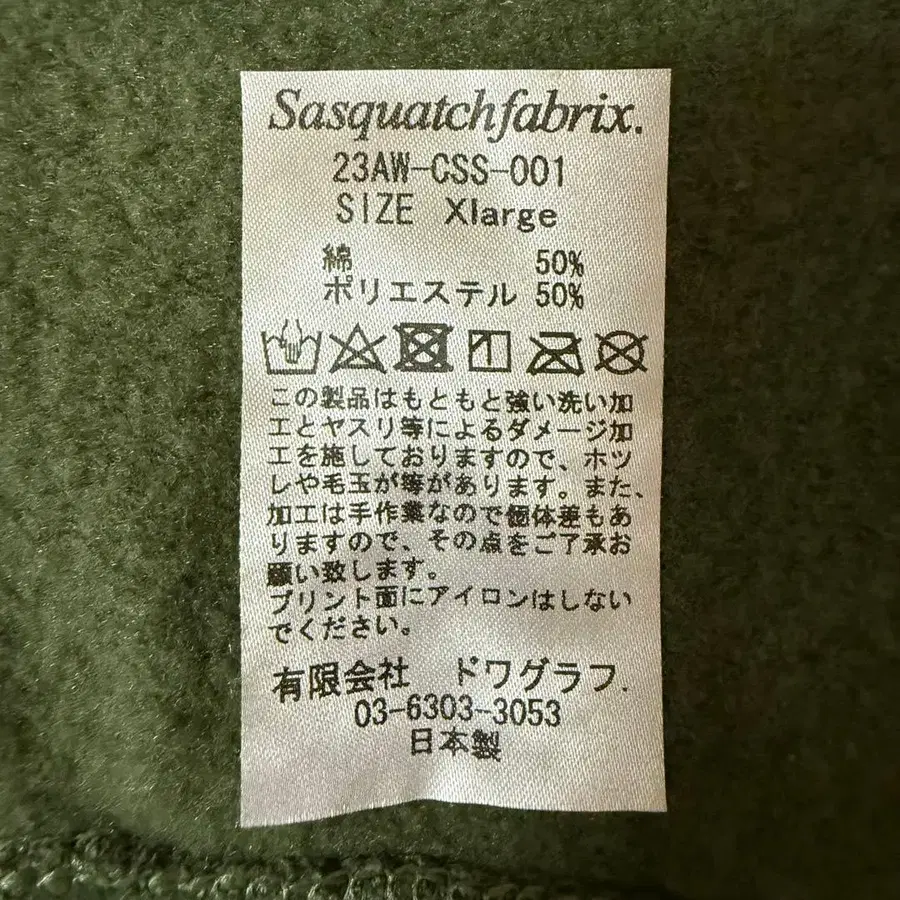 Sasquatchfabrix.
23AW-CSS-001
SIZE Xlarge
綿 50%
ポリエステル 50%
この製品はもともと強い洗い加
工とヤスリ等によるダメージ加
工を施しておりますので、ホツ
レや毛玉が等があります。また、
加工は手作業なので個体差もあ
りますので、その点をご了承お
願い致します。
プリント面にアイロンはしない
でください。
有限会社 ドワグラフ.
03-6303-3053
日本製